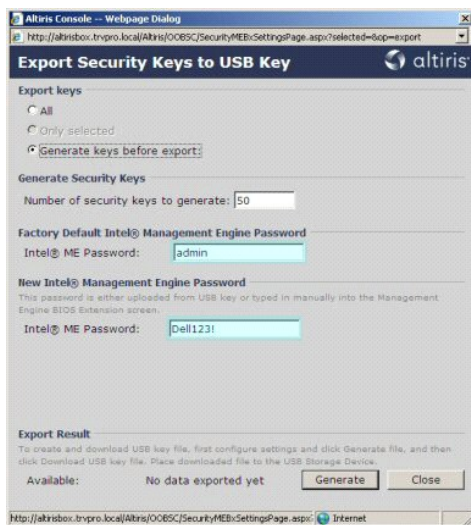 Altiris Console -- Webpage Dialog
http://altirisbox.trvpro.local/Altiris/OOBSC/SecurityMEBxSettingsPage.aspx?selected=&op=export
Export Security Keys to USB Key
altiris
Export keys
All
Only selected
Generate keys before export:
Generate Security Keys
Number of security keys to generate: 50
Factory Default Intel® Management Engine Password
Intel® ME Password: admin
New Intel® Management Engine Password
This password is either uploaded from USB key or typed in manually into the Management
Engine BIOS Extension screen.
Intel® ME Password: Dell123!
Export Result
To create and download USB key file, first configure settings and click Generate file, and then
click Download USB key file. Place downloaded file to the USB Storage Device.
Available: No data exported yet Generate Close
http://altirisbox.trvpro.local/Altiris/OOBSC/SecurityMEBxSettingsPage.aspx? Internet